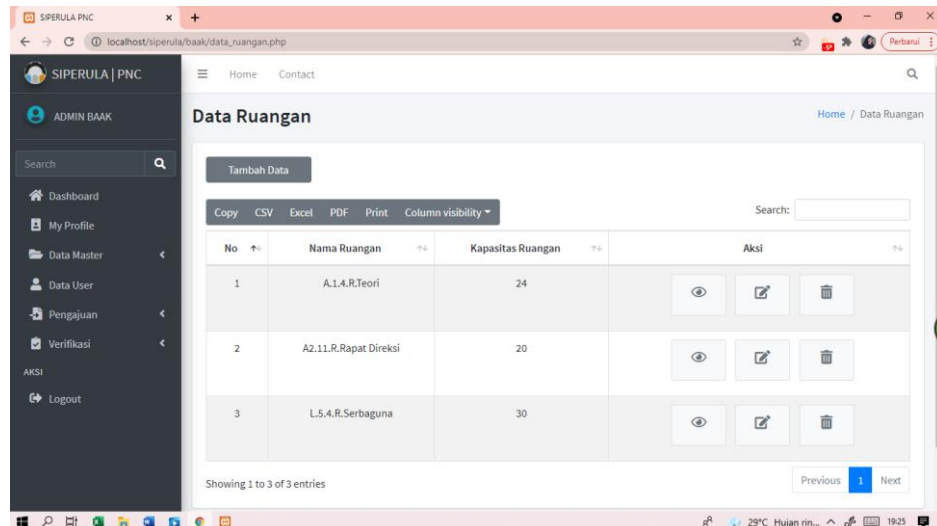 SIPERULA PNC
localhost/siperula/baak/data_ruangan.php
Perbarui
SIPERULA | PNC
Home Contact
ADMIN BAAK
Data Ruangan
Home / Data Ruangan
Search
Tambah Data
Dashboard
My Profile
Data Master
Data User
Pengajuan
Verifikasi
AKSI
Logout
Copy CSV Excel PDF Print Column visibility
Search:
No Nama Ruangan Kapasitas Ruangan Aksi
1 A.1.4.R.Teori 24
2 A2.11.R.Rapat Direksi 20
3 L.5.4.R.Serbaguna 30
Showing 1 to 3 of 3 entries
Previous 1 Next
29°C Hujan rin... 19:25